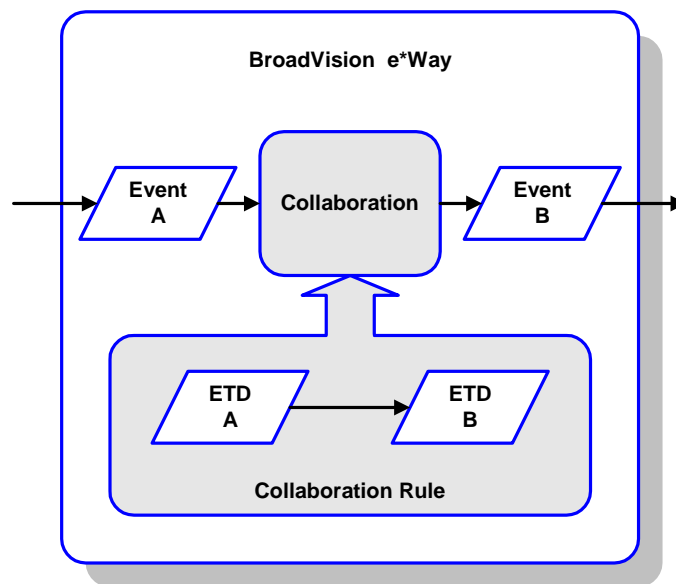 BroadVision e*Way
Event
A
Collaboration
Event
B
ETD
A
ETD
B
Collaboration Rule